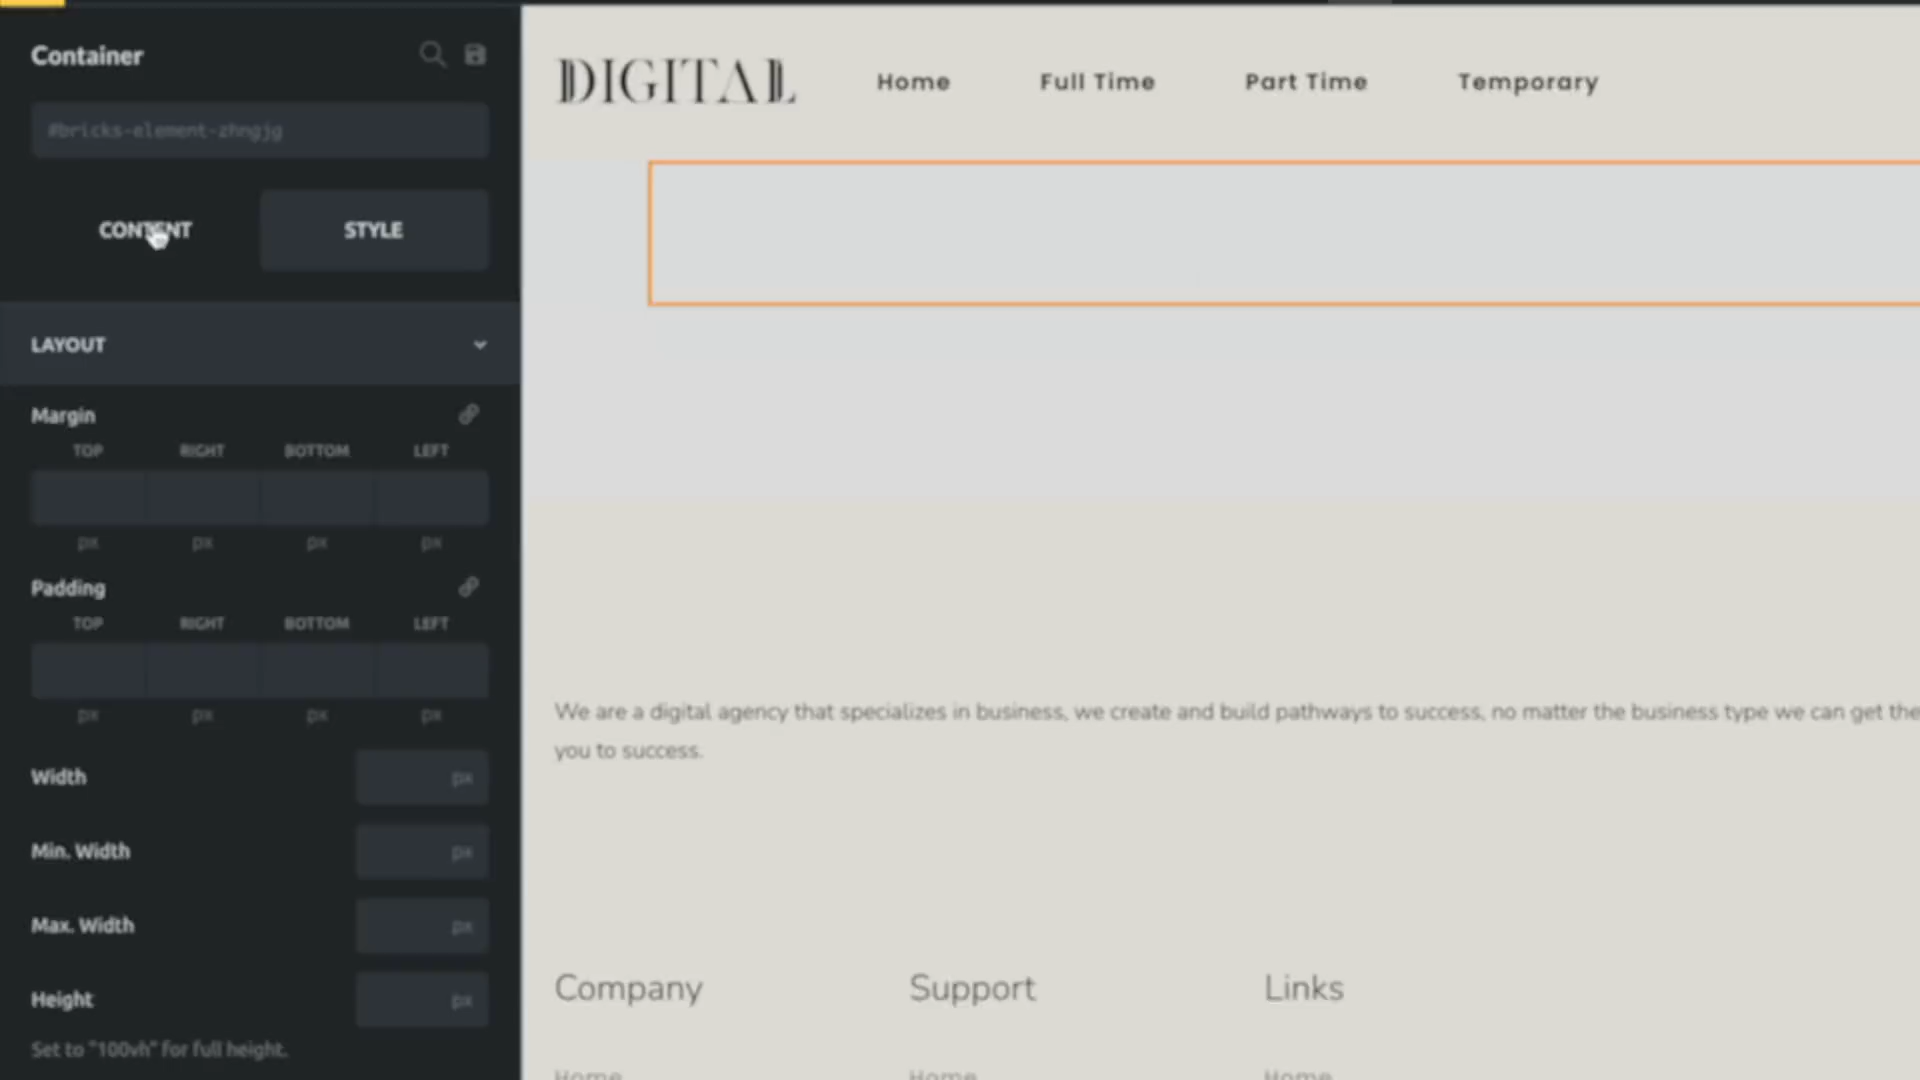 Container
#bricks-element-zhngjg
CONTENT STYLE
LAYOUT
Margin
TOP RIGHT BOTTOM LEFT
px px px px
Padding
TOP RIGHT BOTTOM LEFT
px px px px
Width px
Min. Width px
Max. Width px
Height px
Set to "100vh" for full height.
DIGITAL Home Full Time Part Time Temporary
We are a digital agency that specializes in business, we create and build pathways to success, no matter the business type we can get the
you to success.
Company Support Links
Home Home Home